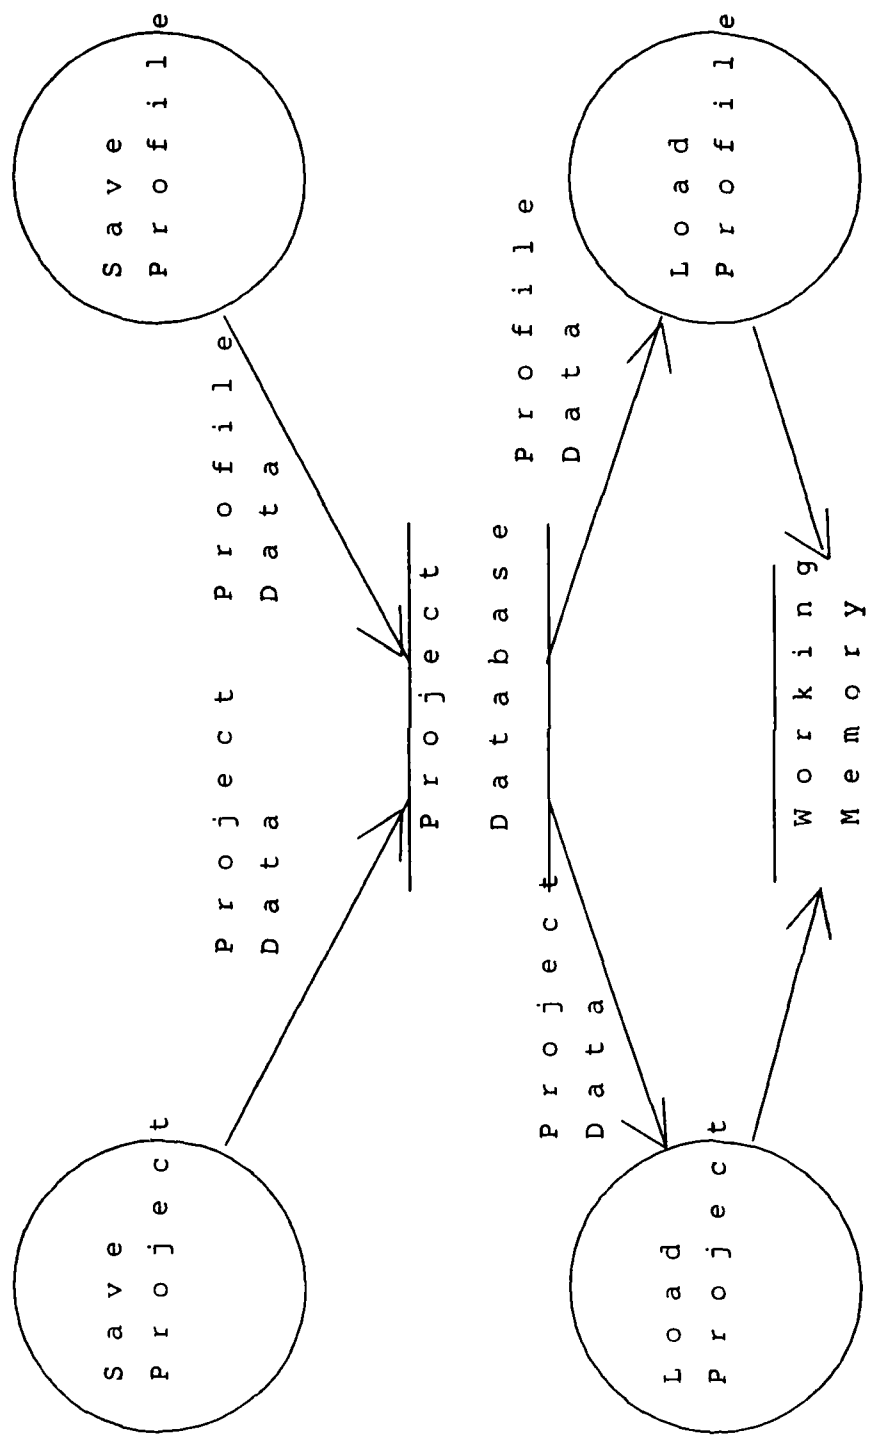 Save
Project
Save
Profile
Project
Data
Profile
Data
Project
Database
Project
Data
Profile
Data
Load
Project
Load
Profile
Working
Memory